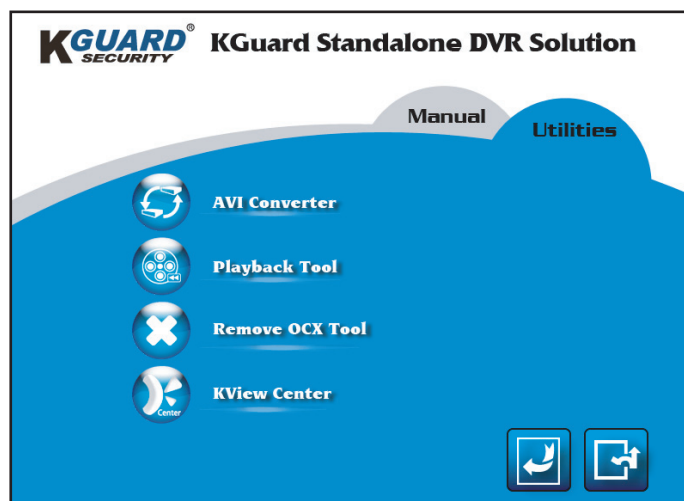 KGUARD®
SECURITY
KGuard Standalone DVR Solution
Manual
Utilities
AVI Converter
Playback Tool
Remove OCX Tool
KView Center
Center